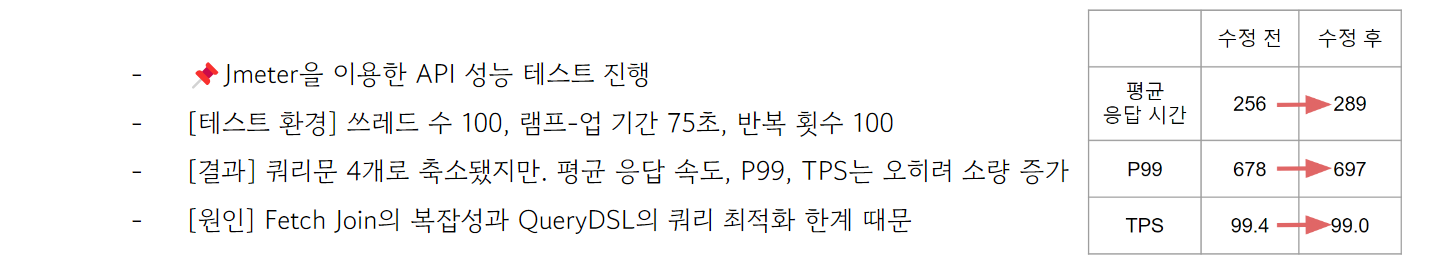 - 📌 Jmeter을 이용한 API 성능 테스트 진행
- [테스트 환경] 쓰레드 수 100, 램프-업 기간 75초, 반복 횟수 100
- [결과] 쿼리문 4개로 축소됐지만. 평균 응답 속도, P99, TPS는 오히려 소량 증가
- [원인] Fetch Join의 복잡성과 QueryDSL의 쿼리 최적화 한계 때문
수정 전 수정 후
평균
응답 시간 256 289
P99 678 697
TPS 99.4 99.0